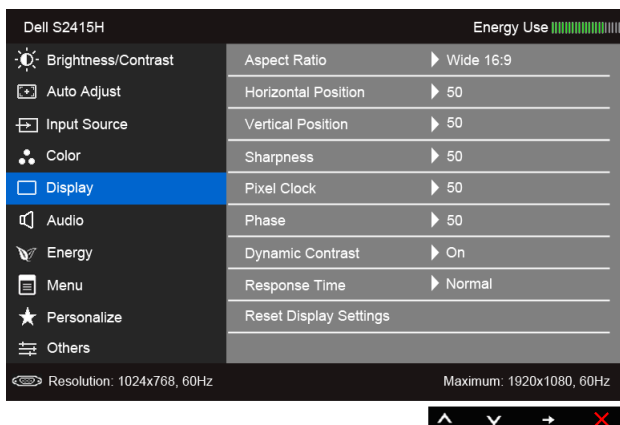 Dell S2415H Energy Use
Brightness/Contrast Aspect Ratio Wide 16:9
Auto Adjust Horizontal Position 50
Input Source Vertical Position 50
Color Sharpness 50
Display Pixel Clock 50
Audio Phase 50
Energy Dynamic Contrast On
Menu Response Time Normal
Personalize Reset Display Settings
Others
Resolution: 1024x768, 60Hz Maximum: 1920x1080, 60Hz